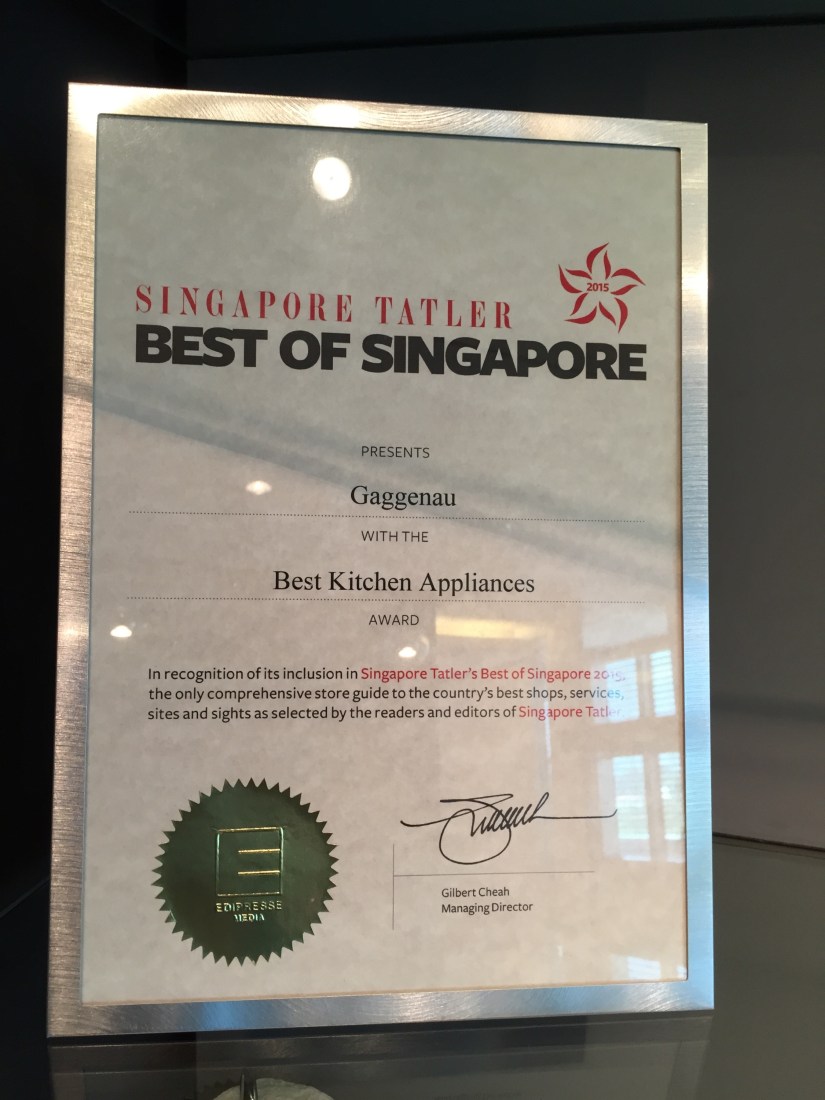 2015
SINGAPORE TATLER
BEST OF SINGAPORE
PRESENTS
Gaggenau
WITH THE
Best Kitchen Appliances
AWARD
In recognition of its inclusion in Singapore Tatler's Best of Singapore 2015,
the only comprehensive store guide to the country's best shops, services,
sites and sights as selected by the readers and editors of Singapore Tatler.
EDIPRESSE
MEDIA
Gilbert Cheah
Managing Director